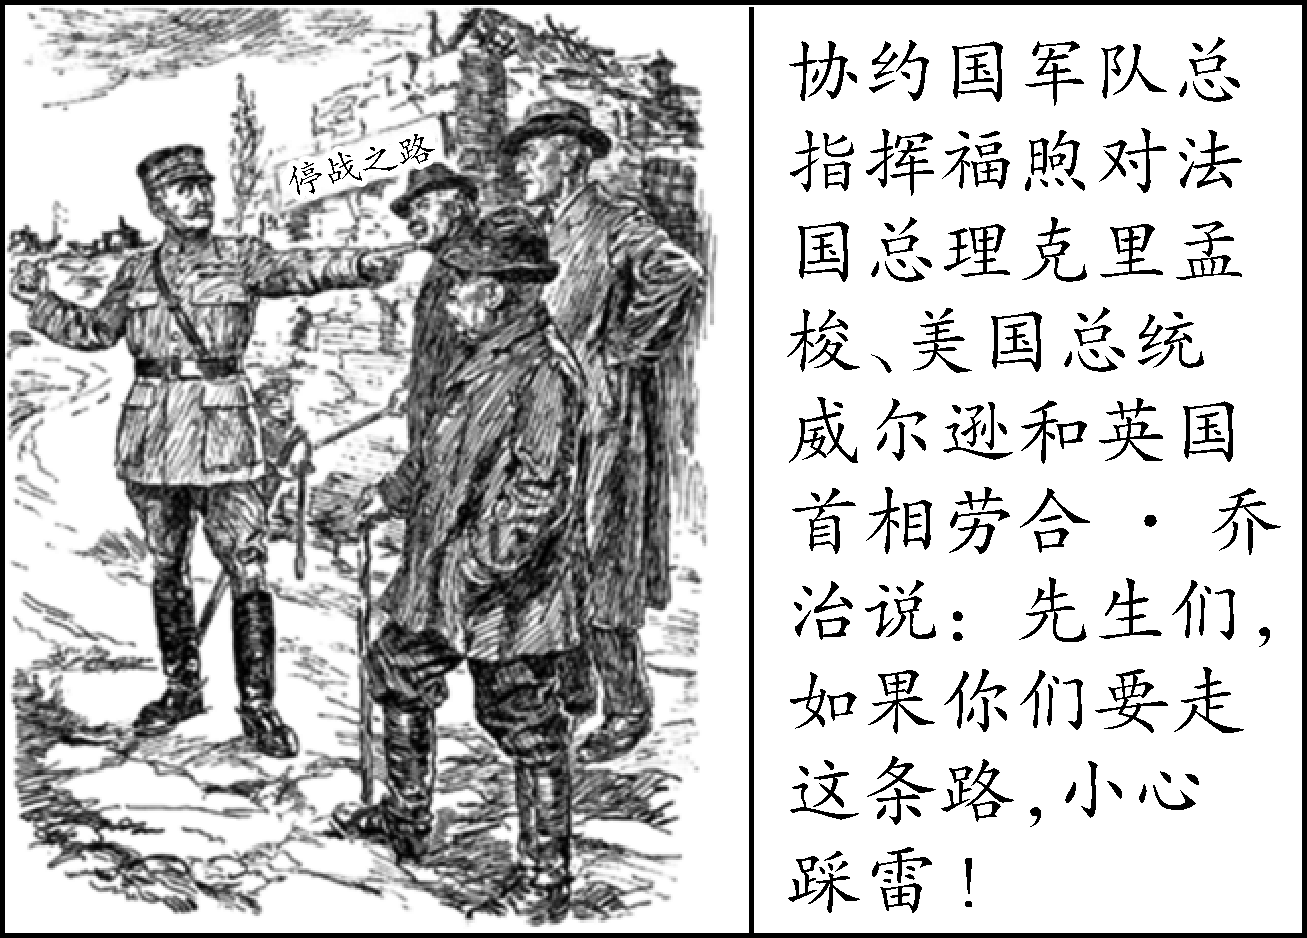 停战之路
协约国军队总
指挥福煦对法
国总理克里孟
梭、美国总统
威尔逊和英国
首相劳合·乔
治说：先生们，
如果你们要走
这条路，小心
踩雷！